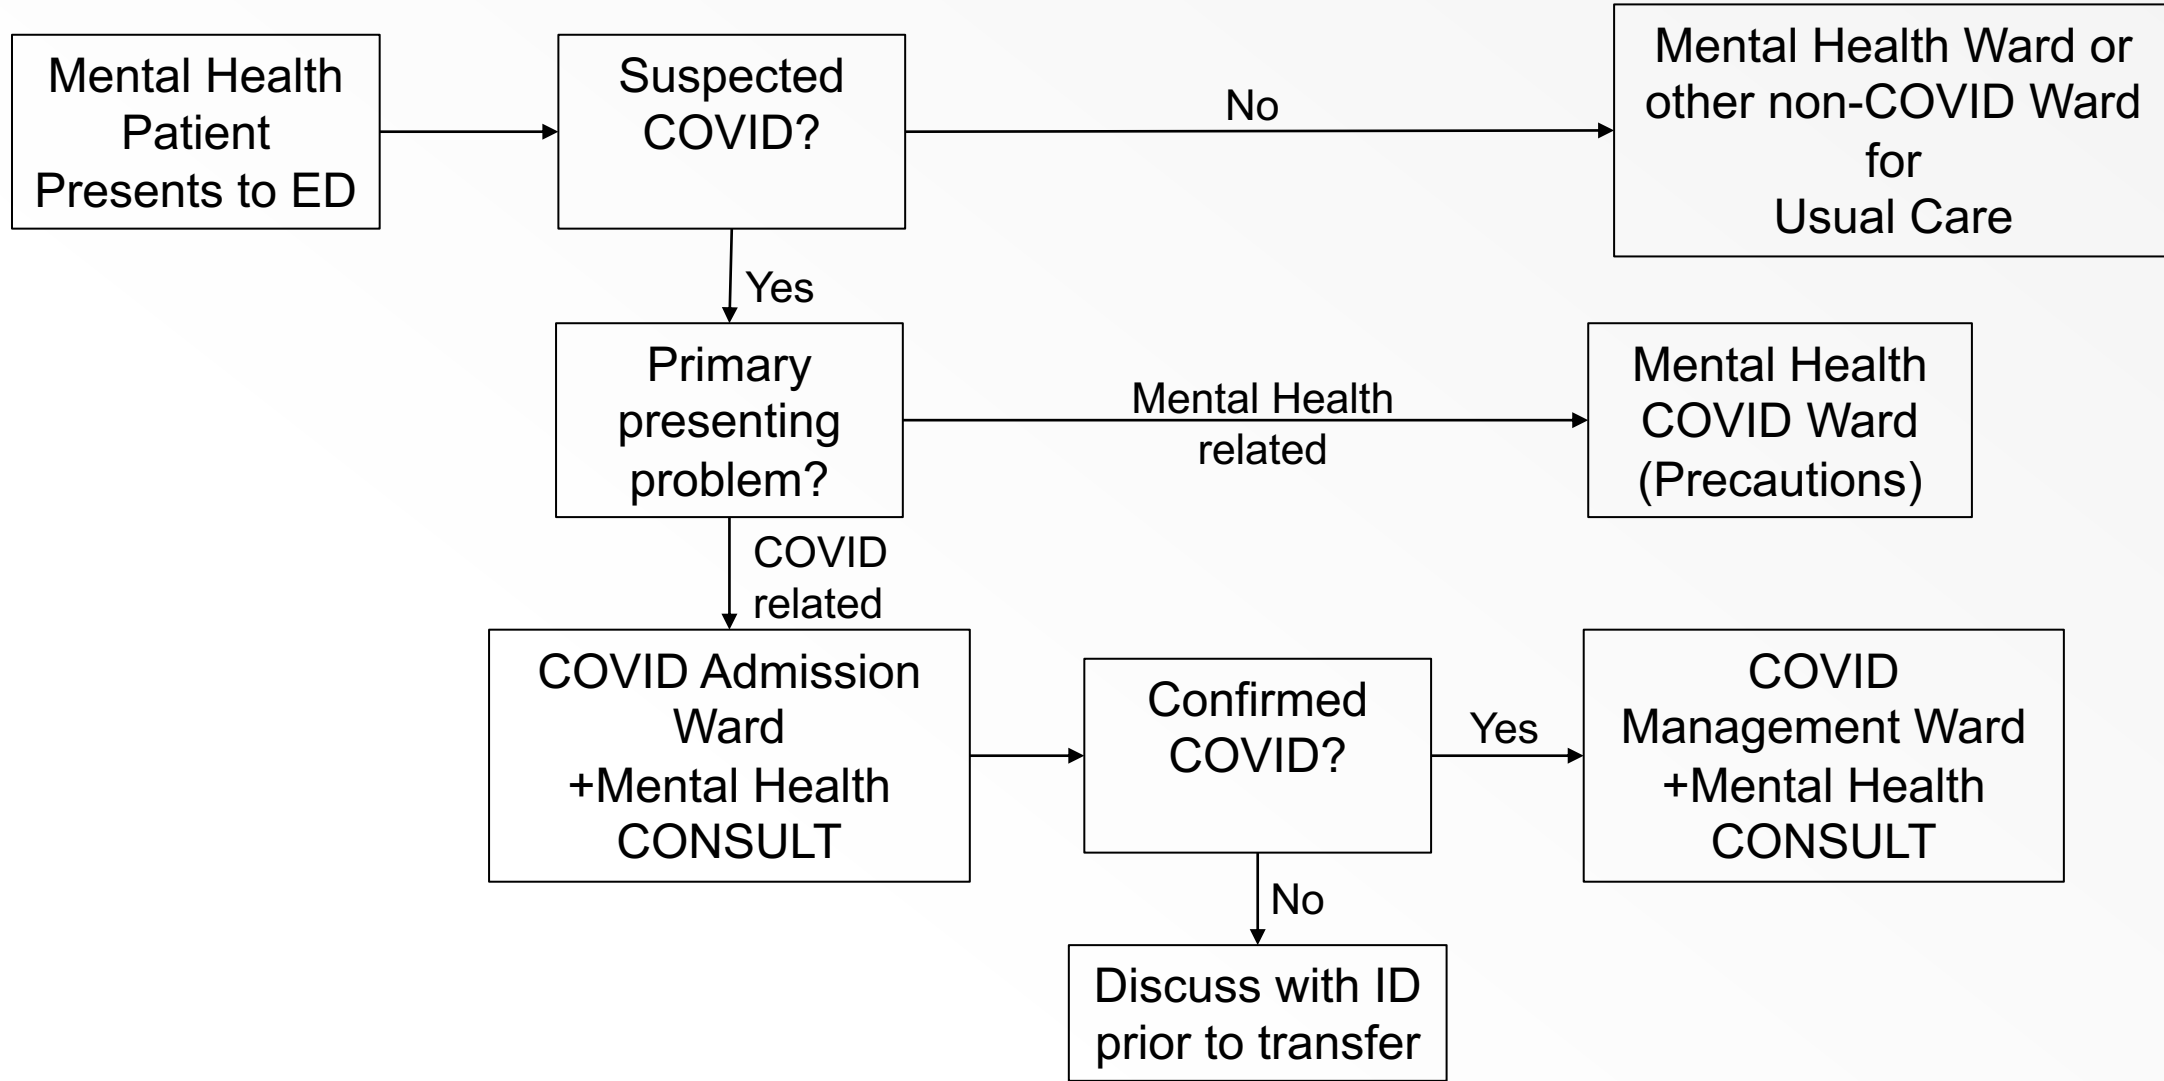 Mental Health
Patient
Presents to ED
Suspected
COVID?
No
Mental Health Ward or
other non-COVID Ward
for
Usual Care
Yes
Primary
presenting
problem?
Mental Health
related
Mental Health
COVID Ward
(Precautions)
COVID
related
COVID Admission
Ward
+Mental Health
CONSULT
Confirmed
COVID?
Yes
COVID
Management Ward
+Mental Health
CONSULT
No
Discuss with ID
prior to transfer